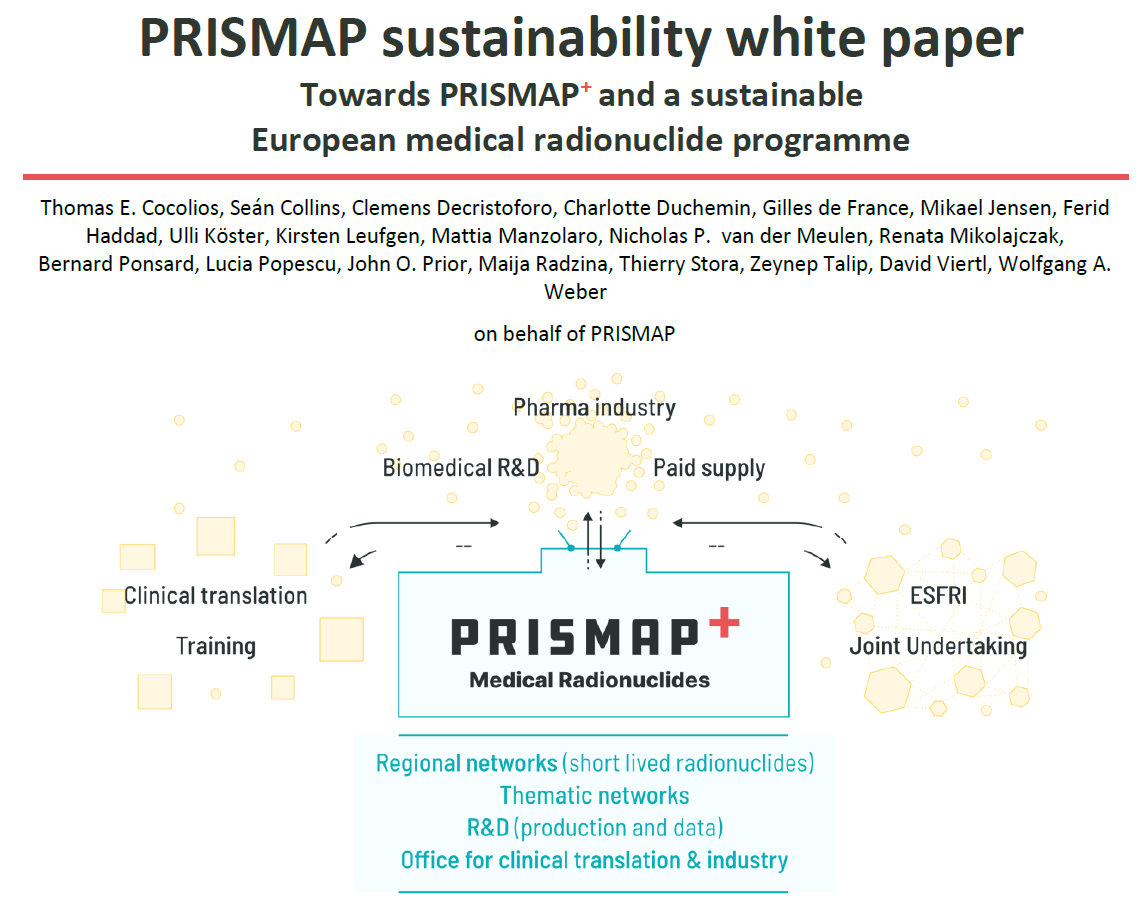 PRISMAP sustainability white paper
Towards PRISMAP+ and a sustainable
European medical radionuclide programme
Thomas E. Cocolios, Seán Collins, Clemens Decristoforo, Charlotte Duchemin, Gilles de France, Mikael Jensen, Ferid
Haddad, Ulli Köster, Kirsten Leufgen, Mattia Manzolaro, Nicholas P. van der Meulen, Renata Mikolajczak,
Bernard Ponsard, Lucia Popescu, John O. Prior, Maija Radzina, Thierry Stora, Zeynep Talip, David Viertl, Wolfgang A.
Weber
on behalf of PRISMAP
Pharma industry
Biomedical R&D
Paid supply
Clinical translation
Training
ESFRI
Joint Undertaking
PRISMAP+
Medical Radionuclides
Regional networks (short lived radionuclides)
Thematic networks
R&D (production and data)
Office for clinical translation & industry